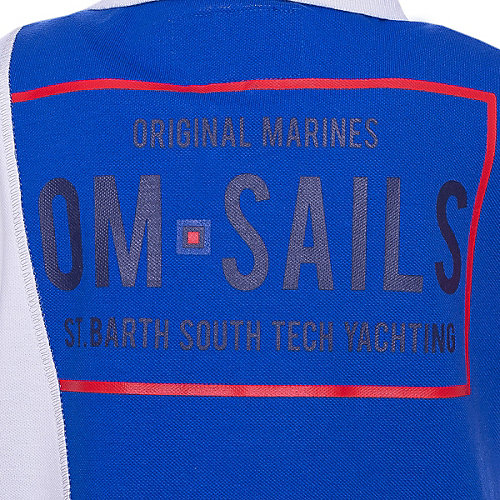 ORIGINAL MARINES
OM SAILS
ST.BARTH SOUTH TECH YACHTING